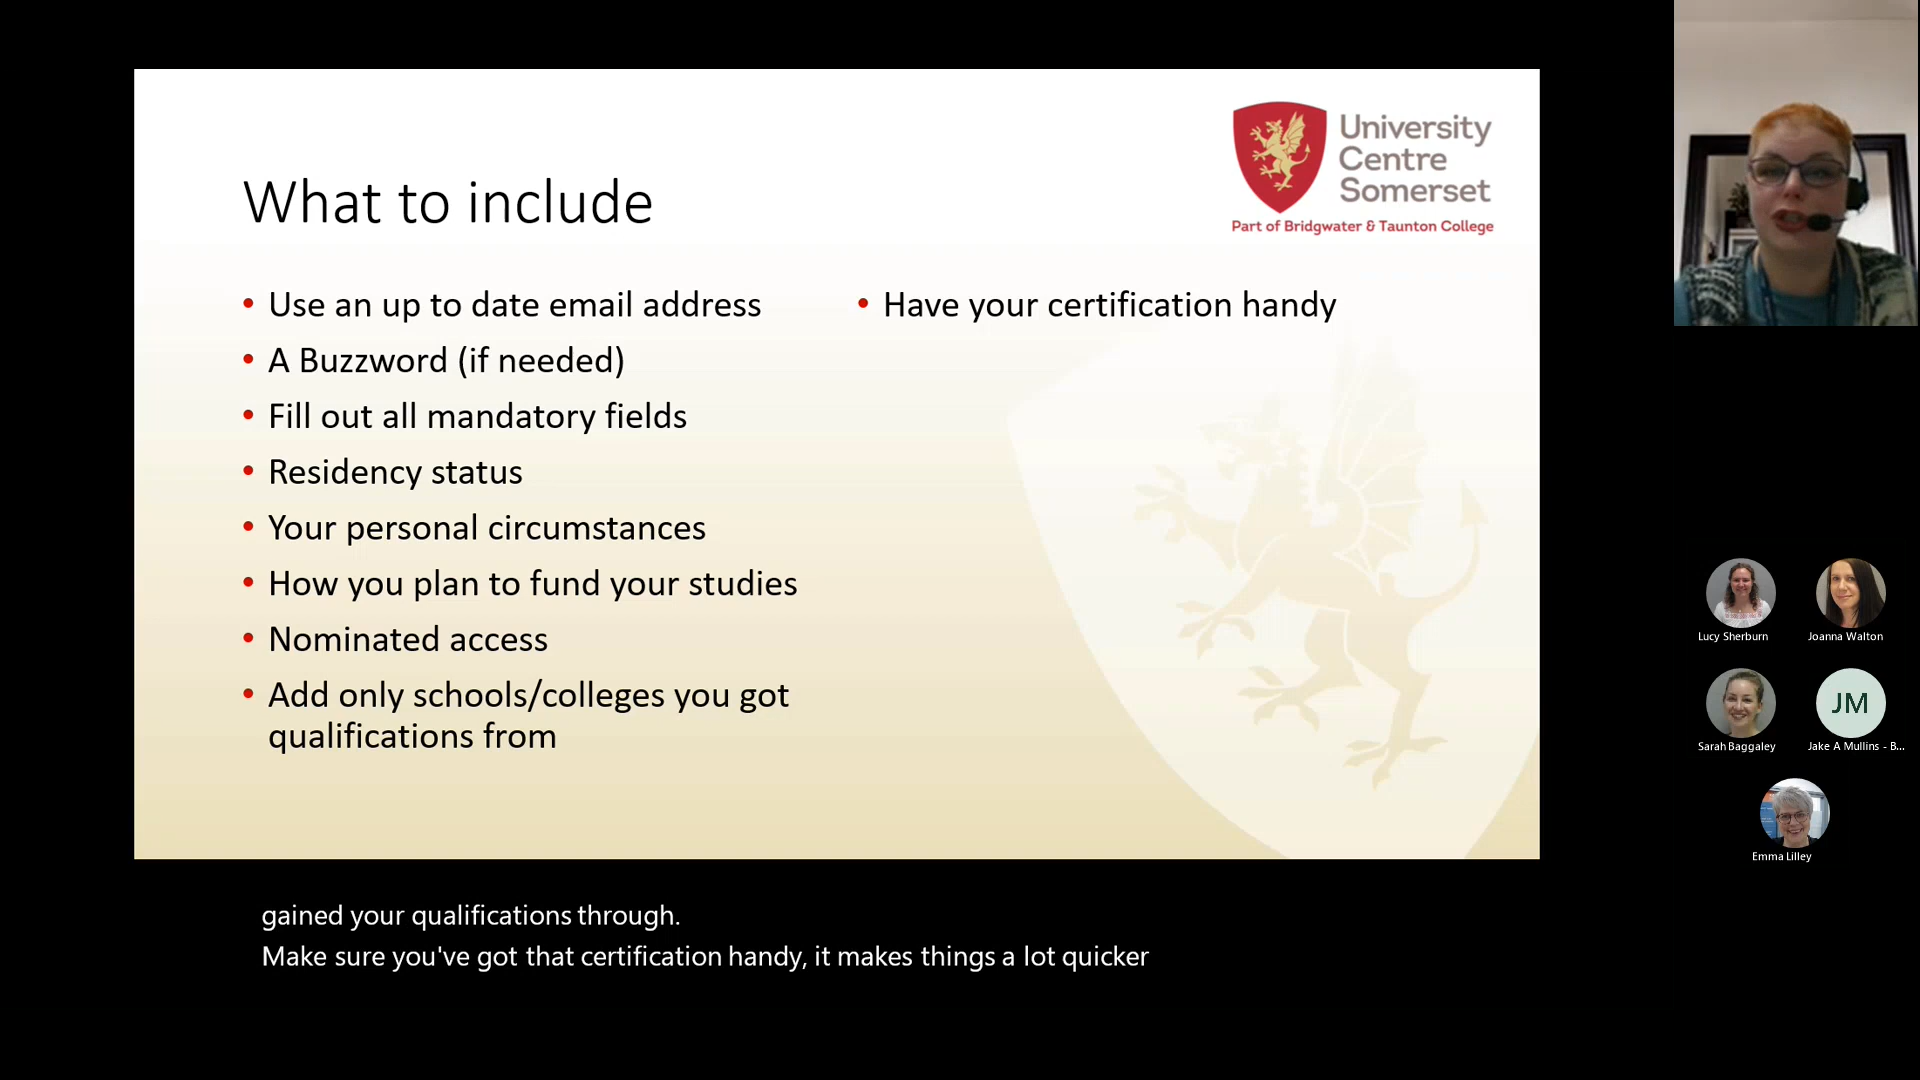 University
Centre
Somerset
Part of Bridgwater & Taunton College
What to include
• Use an up to date email address
• A Buzzword (if needed)
• Fill out all mandatory fields
• Residency status
• Your personal circumstances
• How you plan to fund your studies
• Nominated access
• Add only schools/colleges you got
qualifications from
• Have your certification handy
Lucy Sherburn
Joanna Walton
Sarah Baggaley
JM
Jake A Mullins - B...
Emma Lilley
gained your qualifications through.
Make sure you've got that certification handy, it makes things a lot quicker